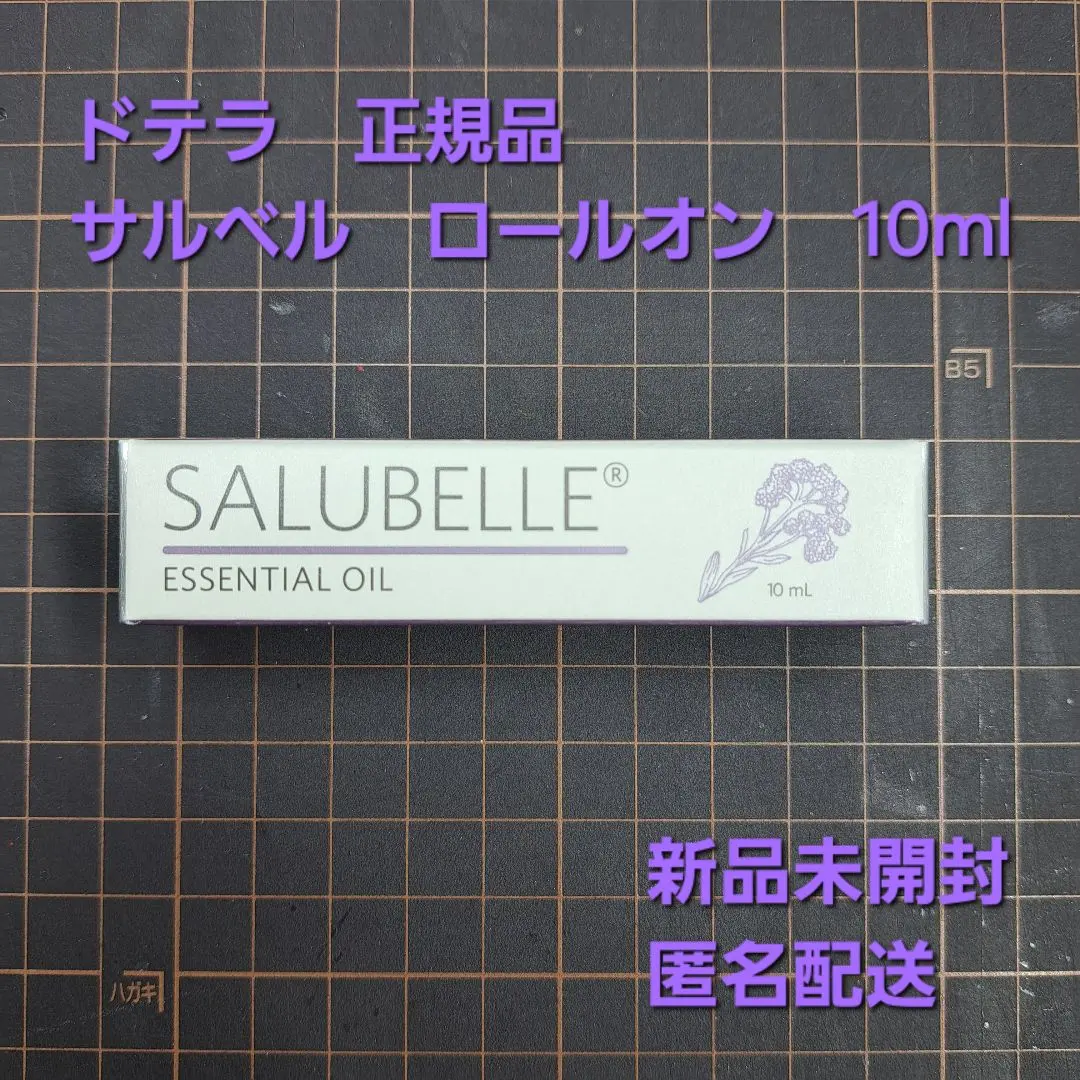 ドテラ　正規品
サルベル　ロールオン　10ml
B5
SALUBELLE®
ESSENTIAL OIL
10 mL
新品未開封
匿名配送
ハガキ